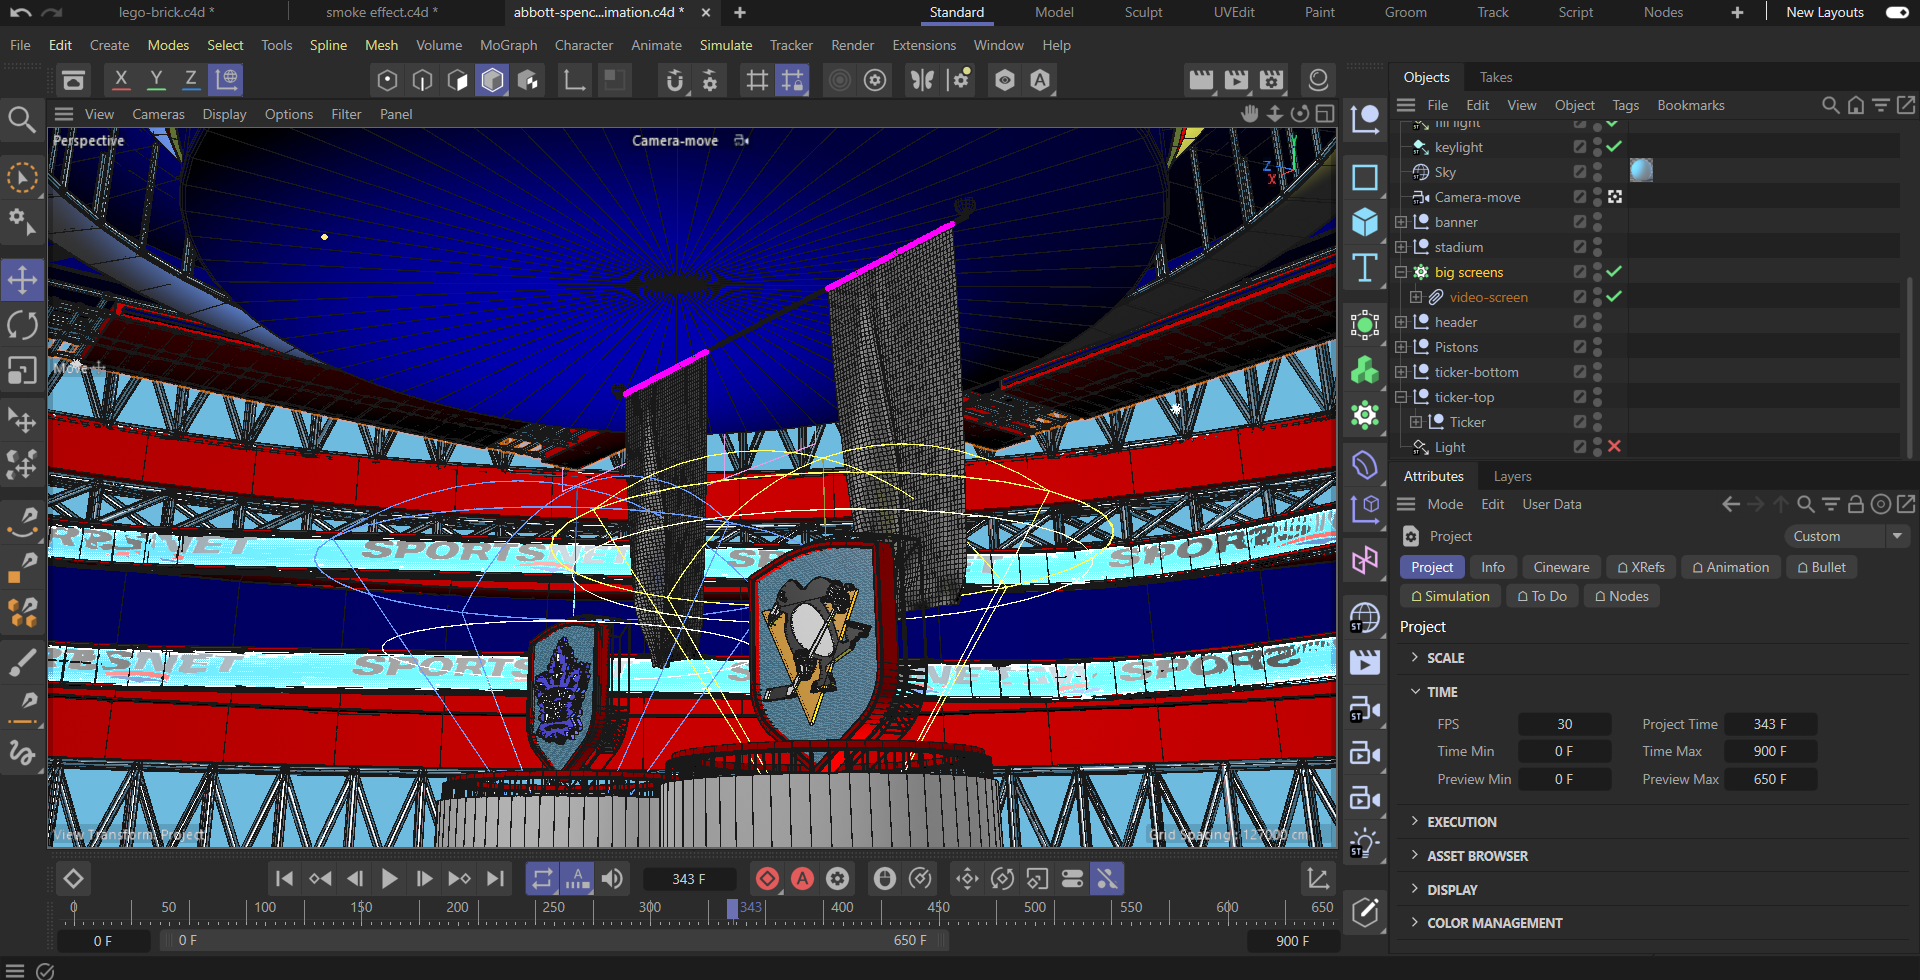 lego-brick.c4d *
smoke effect.c4d *
abbott-spenc...imation.c4d *
Standard
Model
Sculpt
UVEdit
Paint
Groom
Track
Script
Nodes
New Layouts
File Edit Create Modes Select Tools Spline Mesh Volume MoGraph Character Animate Simulate Tracker Render Extensions Window Help
X Y Z
View Cameras Display Options Filter Panel
Perspective
Camera-move
Z
X
Move
SPORTSNET
SPORTS
SPORTS
View Transform: Project
Grid Spacing : 127000 cm
Objects Takes
File Edit View Object Tags Bookmarks
fill light
keylight
Sky
Camera-move
banner
stadium
big screens
video-screen
header
Pistons
ticker-bottom
ticker-top
Ticker
Light
Attributes Layers
Mode Edit User Data
Project
Custom
Project Info Cineware XRefs Animation Bullet
Simulation To Do Nodes
Project
SCALE
TIME
FPS 30 Project Time 343 F
Time Min 0 F Time Max 900 F
Preview Min 0 F Preview Max 650 F
EXECUTION
ASSET BROWSER
DISPLAY
COLOR MANAGEMENT
343 F
0 50 100 150 200 250 300 343 400 450 500 550 600 650
0 F 0 F 650 F 900 F